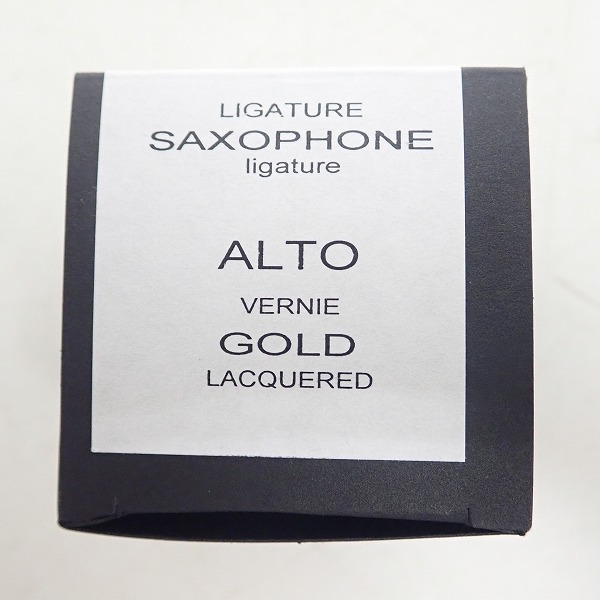 LIGATURE
SAXOPHONE
ligature
ALTO
VERNIE
GOLD
LACQUERED